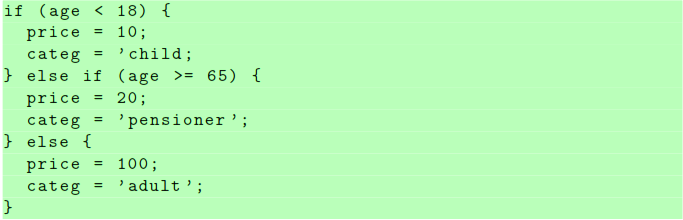 if (age < 18) {
  price = 10;
  categ = ’child;
} else if (age >= 65) {
  price = 20;
  categ = ’pensioner’;
} else {
  price = 100;
  categ = ’adult’;
}